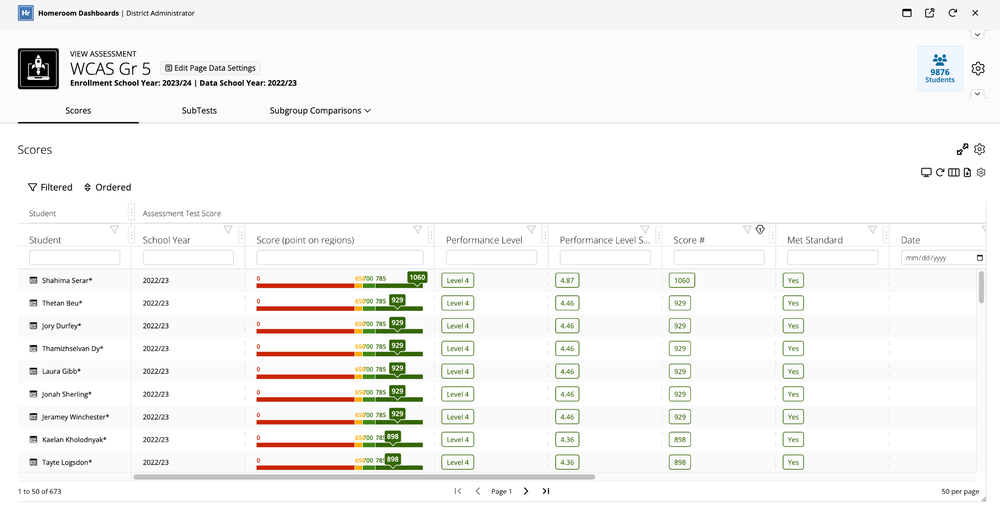 Hr Homeroom Dashboards | District Administrator
VIEW ASSESSMENT
WCAS Gr 5 Edit Page Data Settings
Enrollment School Year: 2023/24 | Data School Year: 2022/23
9876
Students
Scores SubTests Subgroup Comparisons
Scores
Filtered Ordered
Student Assessment Test Score
1
Student School Year Score (point on regions) Performance Level Performance Level S... Score # Met Standard Date
mm/dd/yyyy
Shahima Serar* 2022/23 0 650 700 785 1060 Level 4 4.87 1060 Yes
Thetan Beu* 2022/23 0 650 700 785 929 Level 4 4.46 929 Yes
Jory Durfey* 2022/23 0 650 700 785 929 Level 4 4.46 929 Yes
Thamizhselvan Dy* 2022/23 0 650 700 785 929 Level 4 4.46 929 Yes
Laura Gibb* 2022/23 0 650 700 785 929 Level 4 4.46 929 Yes
Jonah Sherling* 2022/23 0 650 700 785 929 Level 4 4.46 929 Yes
Jeramey Winchester* 2022/23 0 650 700 785 929 Level 4 4.46 929 Yes
Kaelan Kholodnyak* 2022/23 0 650 700 785 898 Level 4 4.36 898 Yes
Tayte Logsdon* 2022/23 0 650 700 785 898 Level 4 4.36 898 Yes
1 to 50 of 673 Page 1 50 per page